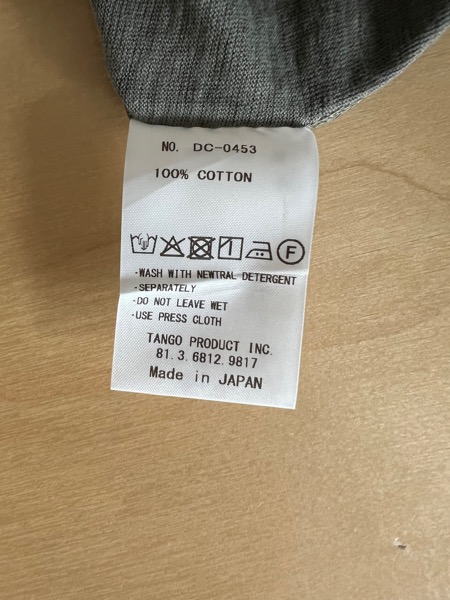 NO. DC-0453
100% COTTON
F
·WASH WITH NEWTRAL DETERGENT
·SEPARATELY
·DO NOT LEAVE WET
·USE PRESS CLOTH
TANGO PRODUCT INC.
81.3.6812.9817
Made in JAPAN